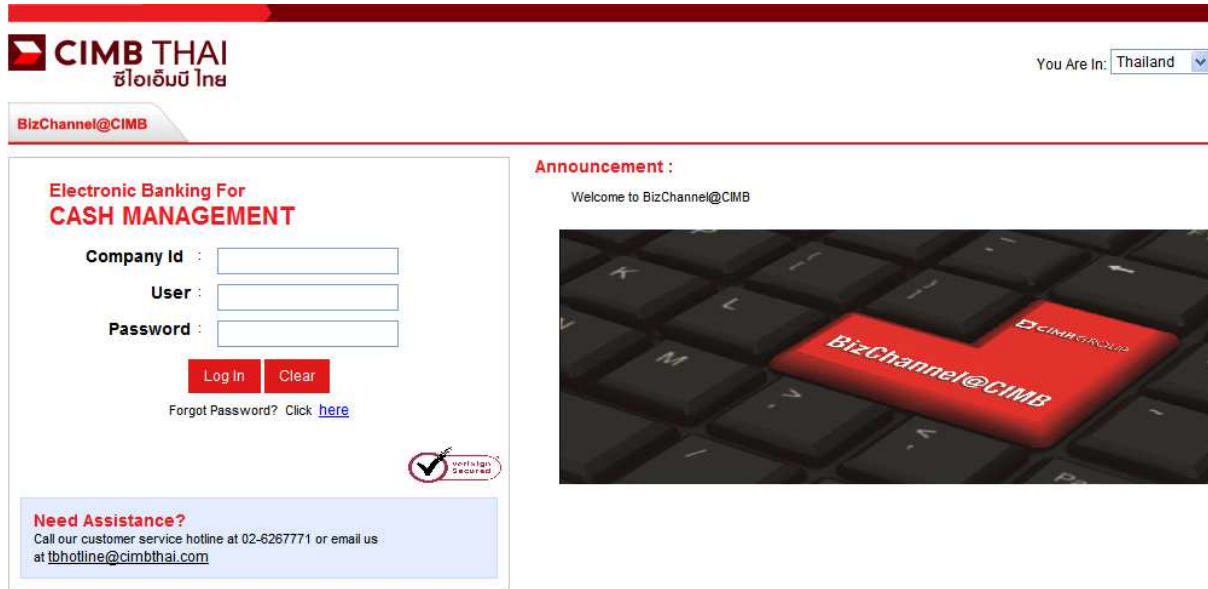 CIMB THAI
ซีไอเอ็มบี ไทย
You Are In: Thailand
BizChannel@CIMB
Electronic Banking For
CASH MANAGEMENT
Company Id :
User :
Password :
Log In Clear
Forgot Password? Click here
verisign
Secured
Need Assistance?
Call our customer service hotline at 02-6267771 or email us
at tbhotline@cimbthai.com
Announcement :
Welcome to BizChannel@CIMB
K
L
M
CIMBGROUP
BizChannel@CIMB